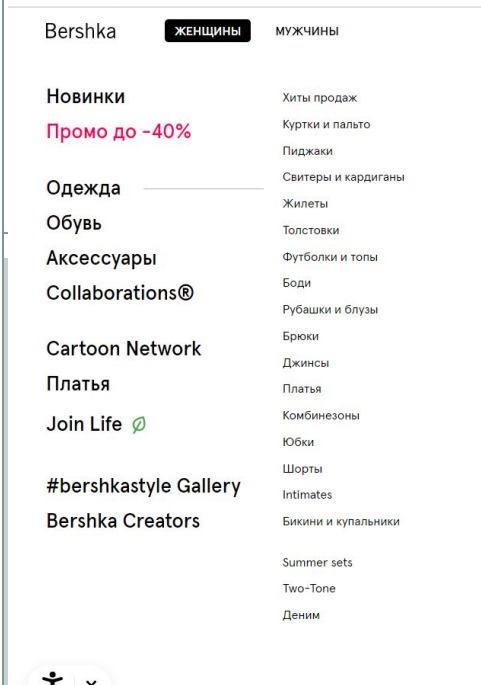 Bershka
ЖЕНЩИНЫ
МУЖЧИНЫ
Новинки
Промо до -40%
Одежда
Обувь
Аксессуары
Collaborations®
Cartoon Network
Платья
Join Life
#bershkastyle Gallery
Bershka Creators
Хиты продаж
Куртки и пальто
Пиджаки
Свитеры и кардиганы
Жилеты
Толстовки
Футболки и топы
Боди
Рубашки и блузы
Брюки
Джинсы
Платья
Комбинезоны
Юбки
Шорты
Intimates
Бикини и купальники
Summer sets
Two-Tone
Деним